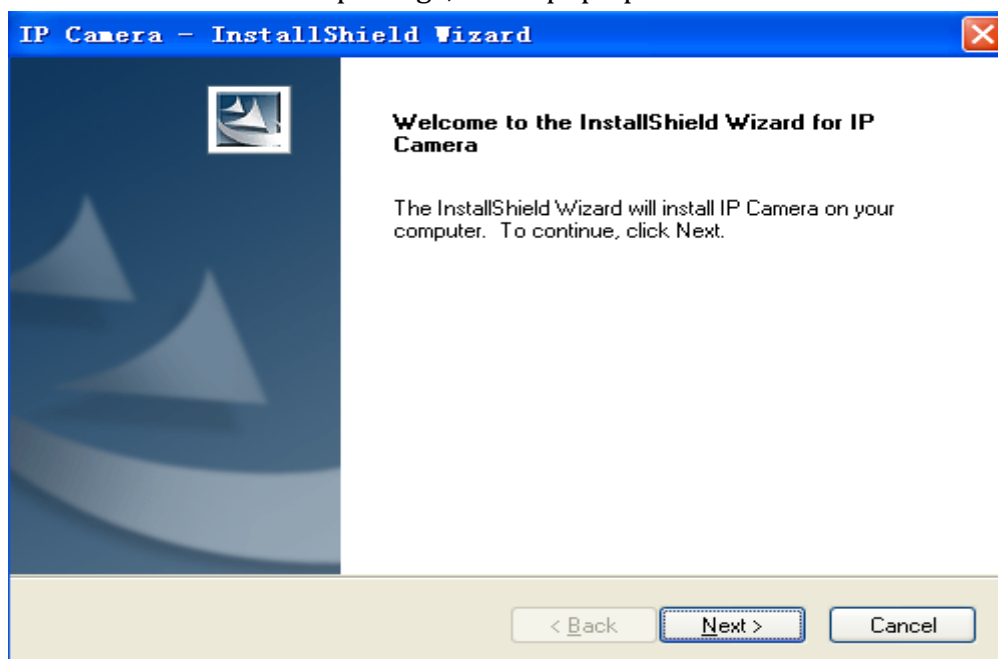 IP Camera - InstallShield Wizard
Welcome to the InstallShield Wizard for IP
Camera
The InstallShield Wizard will install IP Camera on your
computer. To continue, click Next.
< Back
Next >
Cancel